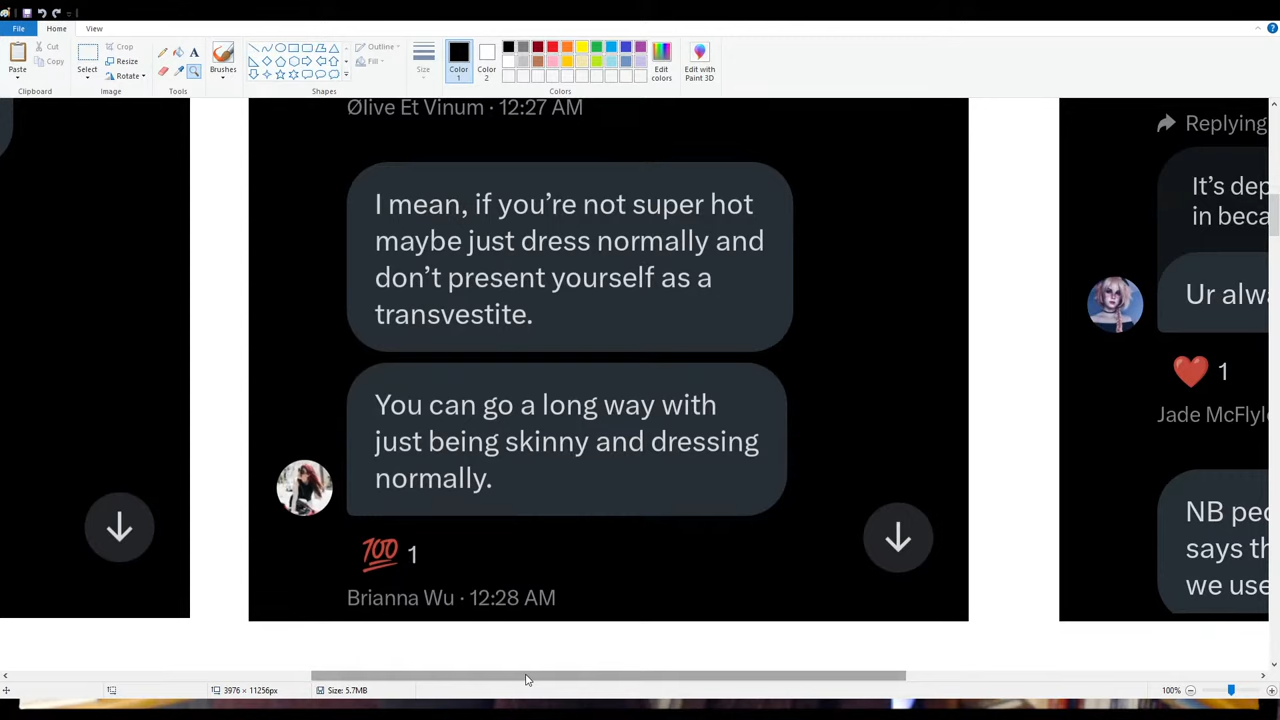 File
Home
View
Paste
Cut
Copy
Clipboard
Select
Crop
Resize
Rotate
Image
A
Tools
Brushes
Outline
Fill
Shapes
Size
Color
1
Color
2
Edit
colors
Edit with
Paint 3D
Colors
Ølive Et Vinum · 12:27 AM
I mean, if you’re not super hot
maybe just dress normally and
don’t present yourself as a
transvestite.
You can go a long way with
just being skinny and dressing
normally.
💯 1
Brianna Wu · 12:28 AM
Replying
It’s dep
in beca
Ur alwa
❤️ 1
Jade McFlyl
NB peo
says th
we use
3976 × 11256px
Size: 5.7MB
100%